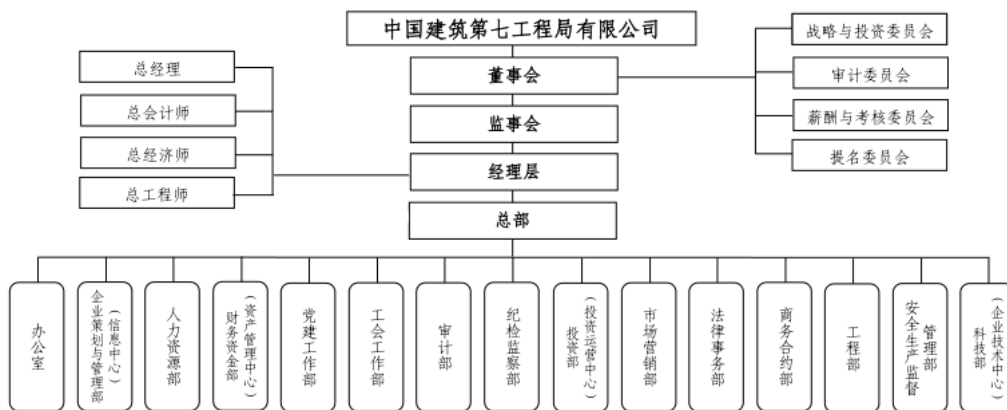 中国建筑第七工程局有限公司
战略与投资委员会
总经理
董事会
审计委员会
总会计师
监事会
薪酬与考核委员会
总经济师
经理层
提名委员会
总工程师
总部
办公室
企业策划与管理部
（信息中心）
人力资源部
财务资金部
（资产管理中心）
党建工作部
工会工作部
审计部
纪检监察部
投资部
（投资运营中心）
市场营销部
法律事务部
商务合约部
工程部
安全生产监督
管理部
科技部
（企业技术中心）